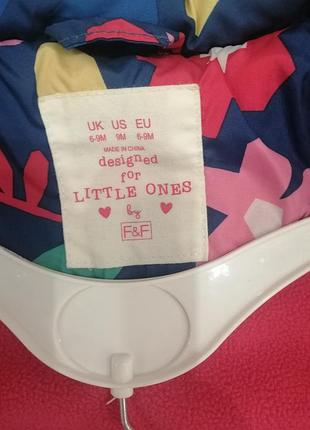 UK US EU
6-9M 9M 6-9M
MADE IN CHINA
designed
for
LITTLE ONES
by
F&F